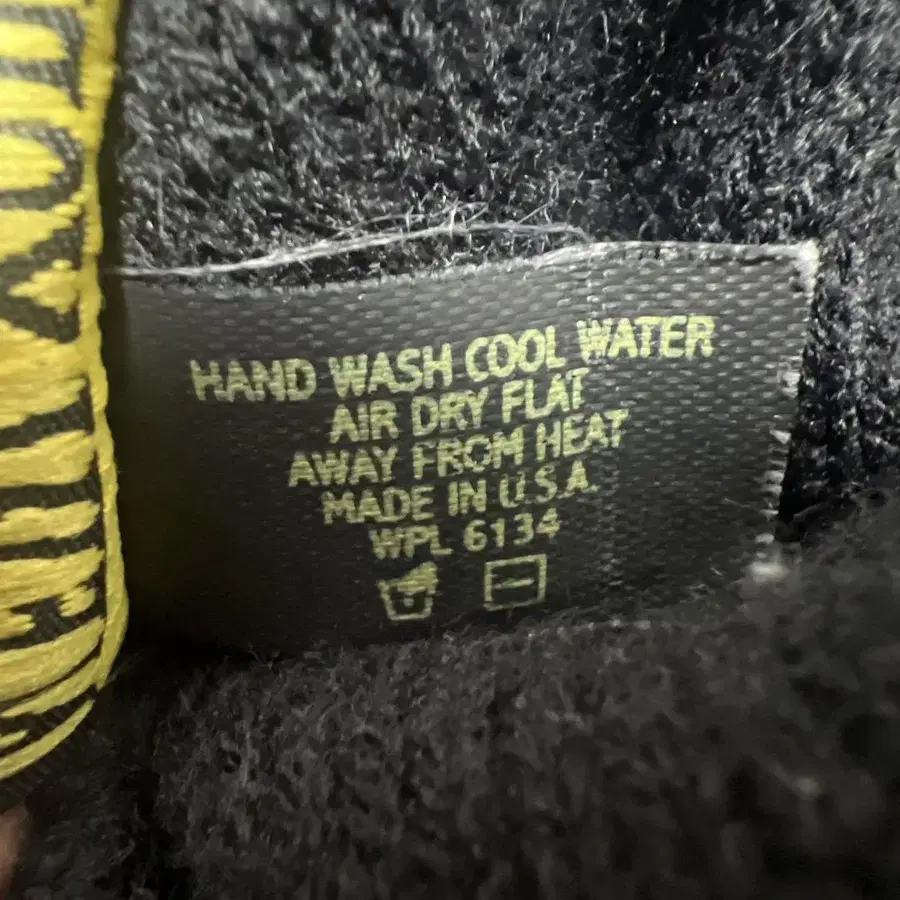 HAND WASH COOL WATER
AIR DRY FLAT
AWAY FROM HEAT
MADE IN U.S.A.
WPL 6134